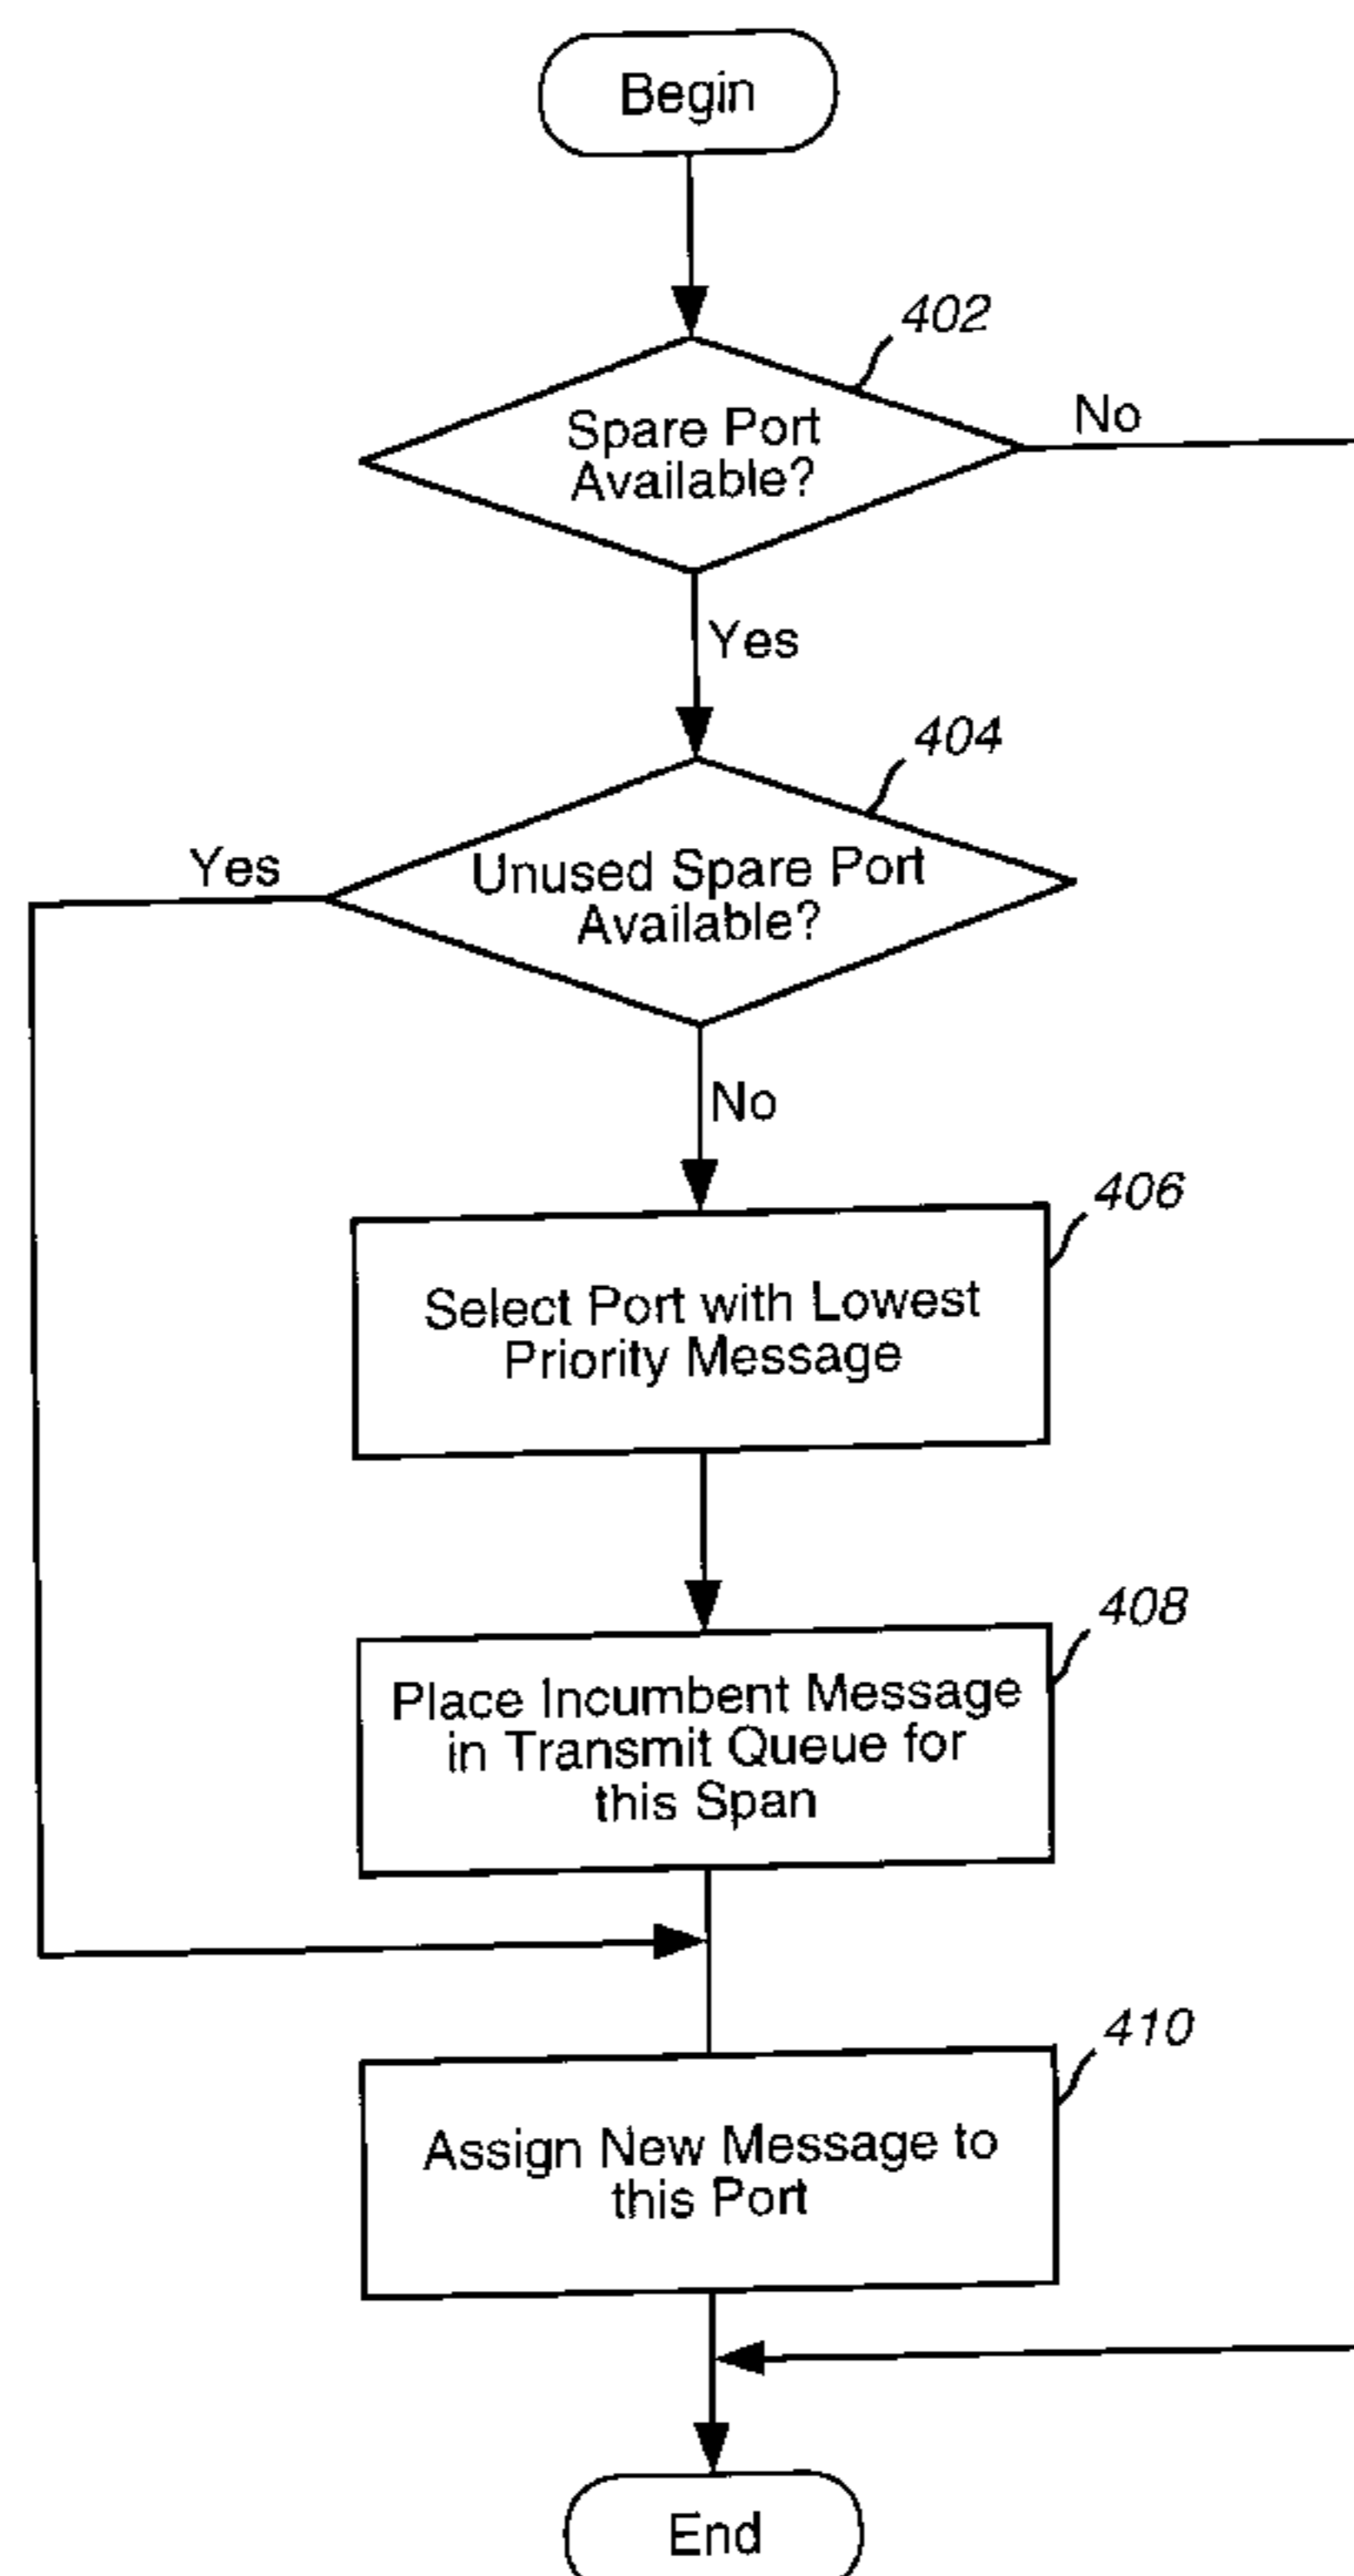 Begin
402
Spare Port
Available?
No
Yes
404
Unused Spare Port
Available?
Yes
No
406
Select Port with Lowest
Priority Message
408
Place Incumbent Message
in Transmit Queue for
this Span
410
Assign New Message to
this Port
End